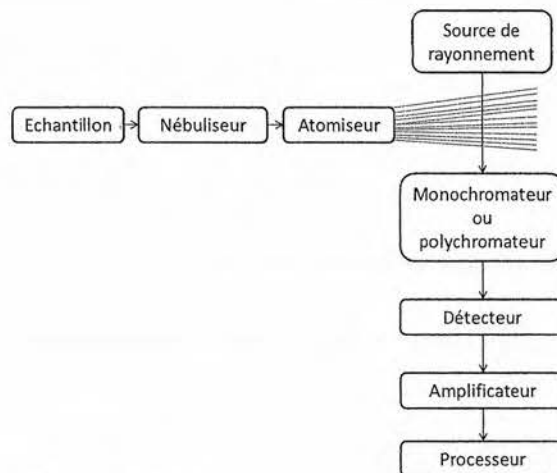 Source de
rayonnement
Echantillon
Nébuliseur
Atomiseur
Monochromateur
ou
polychromateur
Détecteur
Amplificateur
Processeur